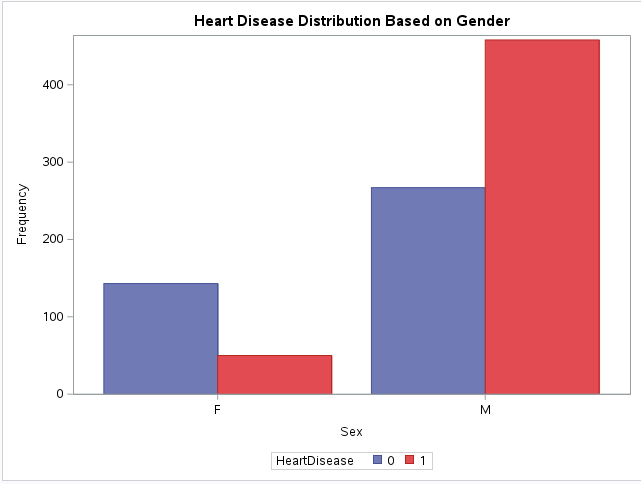 Heart Disease Distribution Based on Gender
400
300
200
100
0
Frequency
F
M
Sex
HeartDisease 0 1